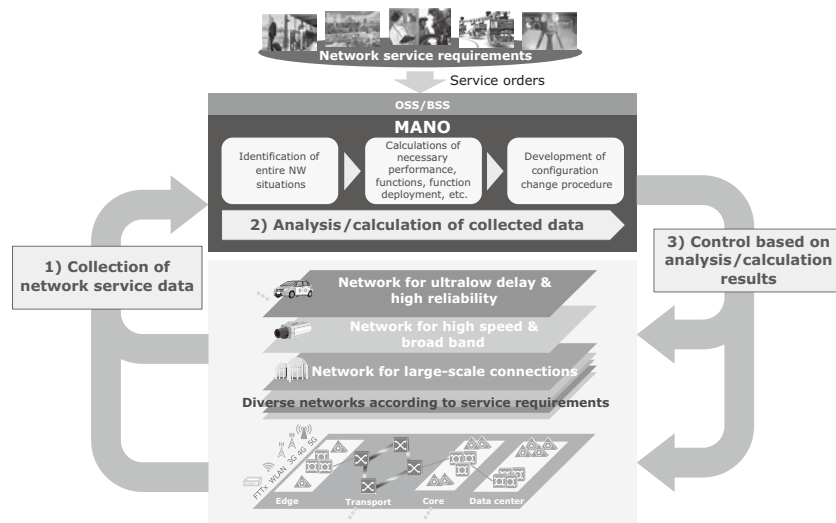 Network service requirements
Service orders
OSS/BSS
MANO
Identification of
entire NW
situations
Calculations of
necessary
performance,
functions, function
deployment, etc.
Development of
configuration
change procedure
2) Analysis/calculation of collected data
1) Collection of
network service data
3) Control based on
analysis/calculation
results
Network for ultralow delay &
high reliability
Network for high speed &
broad band
Network for large-scale connections
Diverse networks according to service requirements
FTTx
WLAN
3G
4G
5G
Edge
Transport
Core
Data center